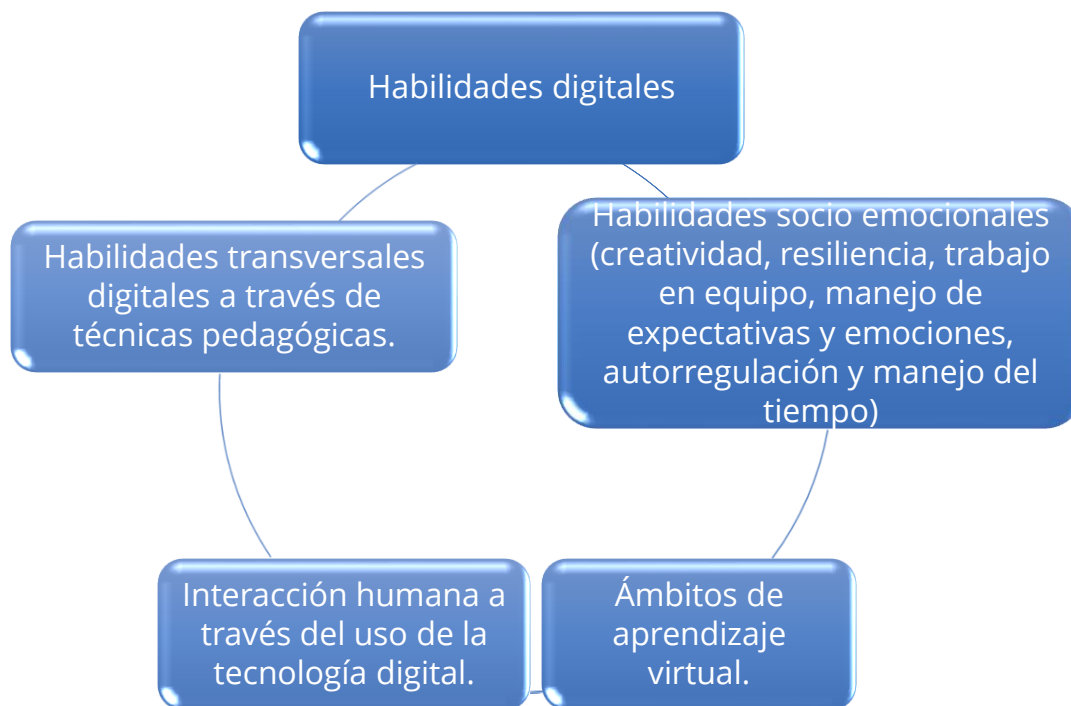 Habilidades digitales
Habilidades socio emocionales
(creatividad, resiliencia, trabajo
en equipo, manejo de
expectativas y emociones,
autorregulación y manejo del
tiempo)
Ámbitos de
aprendizaje
virtual.
Interacción humana a
través del uso de la
tecnología digital.
Habilidades transversales
digitales a través de
técnicas pedagógicas.